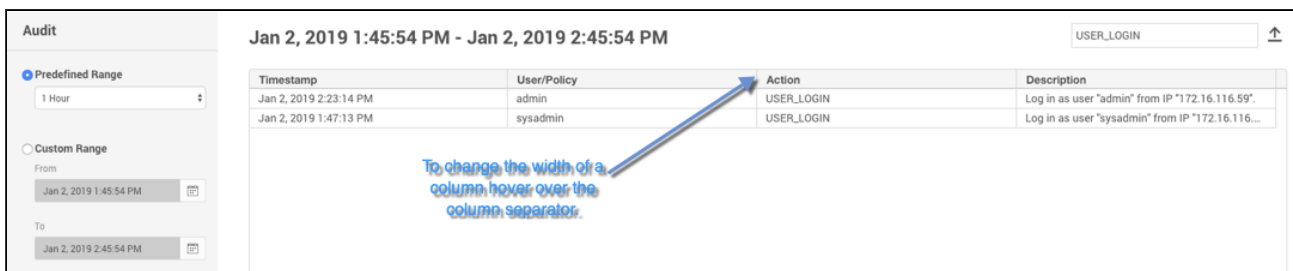 Audit
Jan 2, 2019 1:45:54 PM - Jan 2, 2019 2:45:54 PM
USER_LOGIN
Predefined Range
1 Hour
Timestamp User/Policy Action Description
Jan 2, 2019 2:23:14 PM admin USER_LOGIN Log in as user "admin" from IP "172.16.116.59".
Jan 2, 2019 1:47:13 PM sysadmin USER_LOGIN Log in as user "sysadmin" from IP "172.16.116....
Custom Range
From
Jan 2, 2019 1:45:54 PM
To
Jan 2, 2019 2:45:54 PM
To change the width of a
column hover over the
column separator.